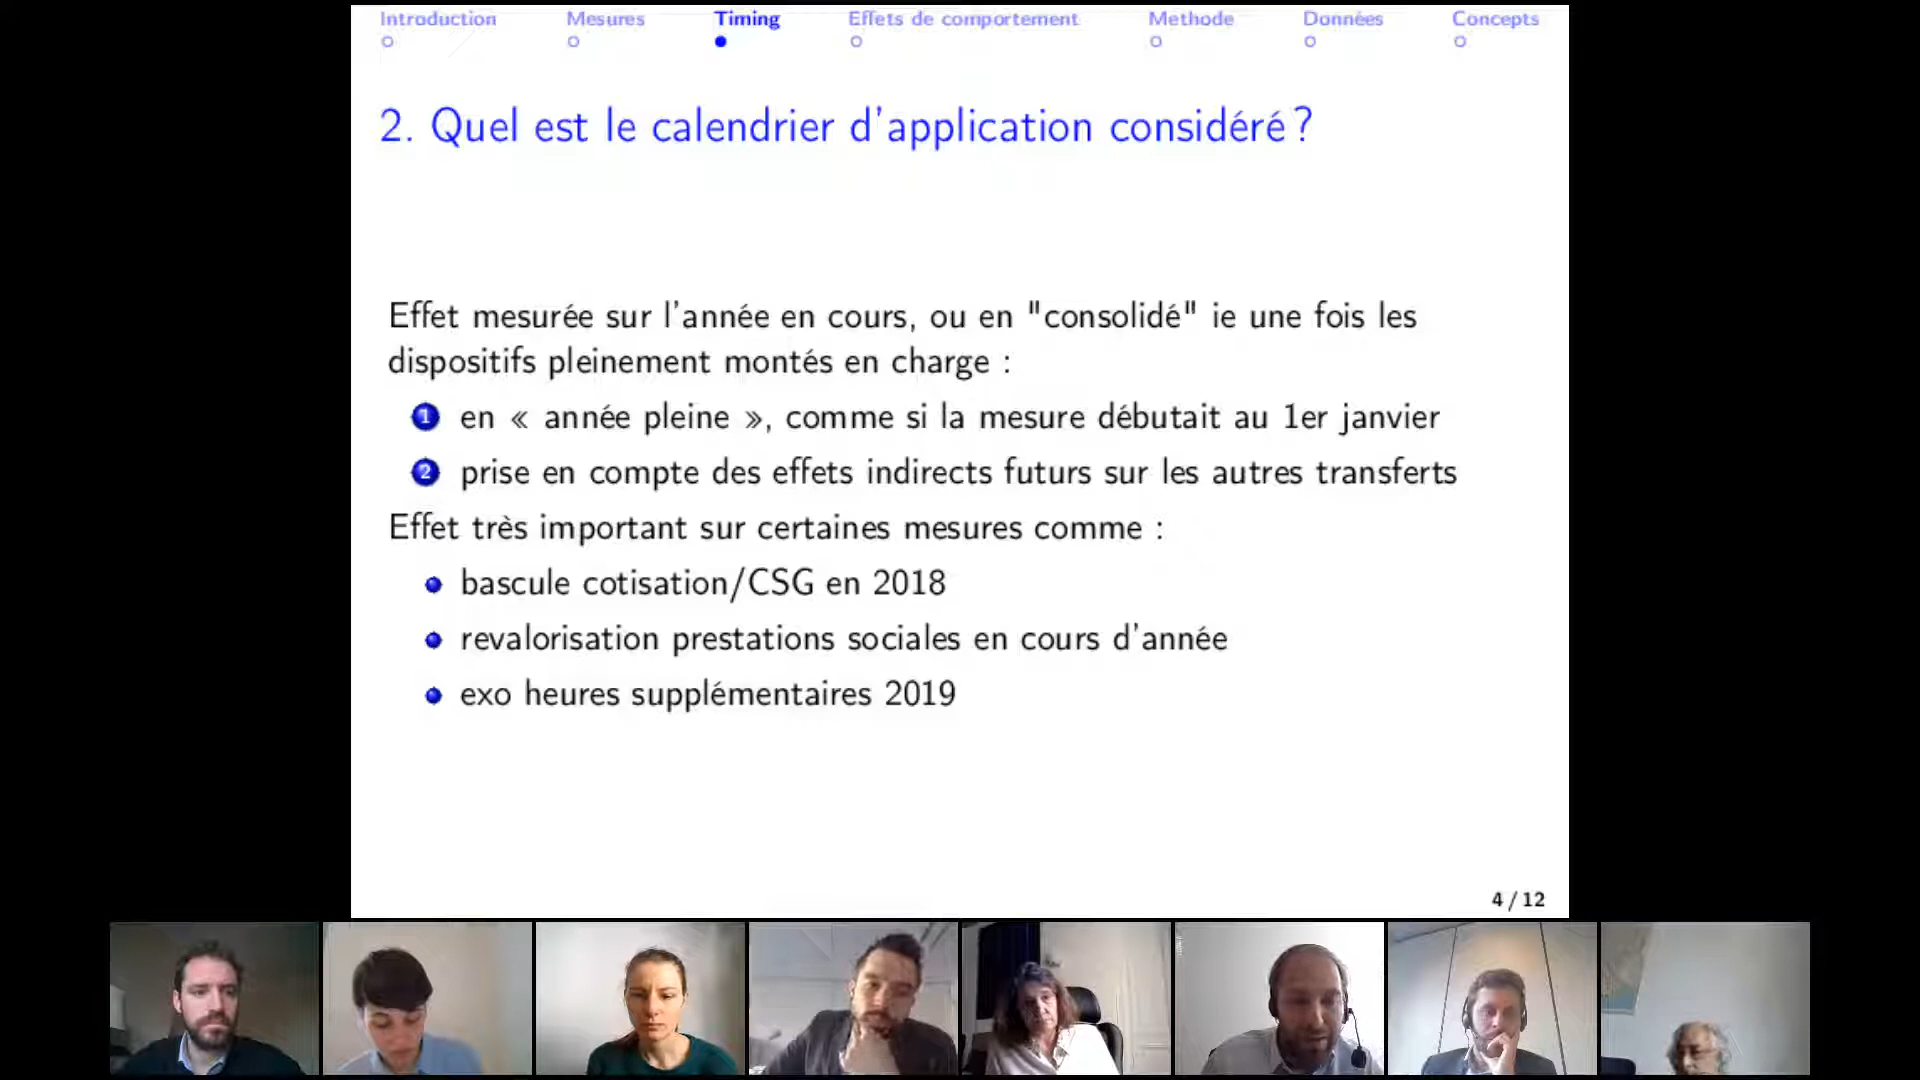 Introduction Mesures Timing Effets de comportement Methode Données Concepts
2. Quel est le calendrier d'application considéré ?
Effet mesurée sur l'année en cours, ou en "consolidé" ie une fois les
dispositifs pleinement montés en charge :
1 en « année pleine », comme si la mesure débutait au 1er janvier
2 prise en compte des effets indirects futurs sur les autres transferts
Effet très important sur certaines mesures comme :
bascule cotisation/CSG en 2018
revalorisation prestations sociales en cours d'année
exo heures supplémentaires 2019
4 / 12